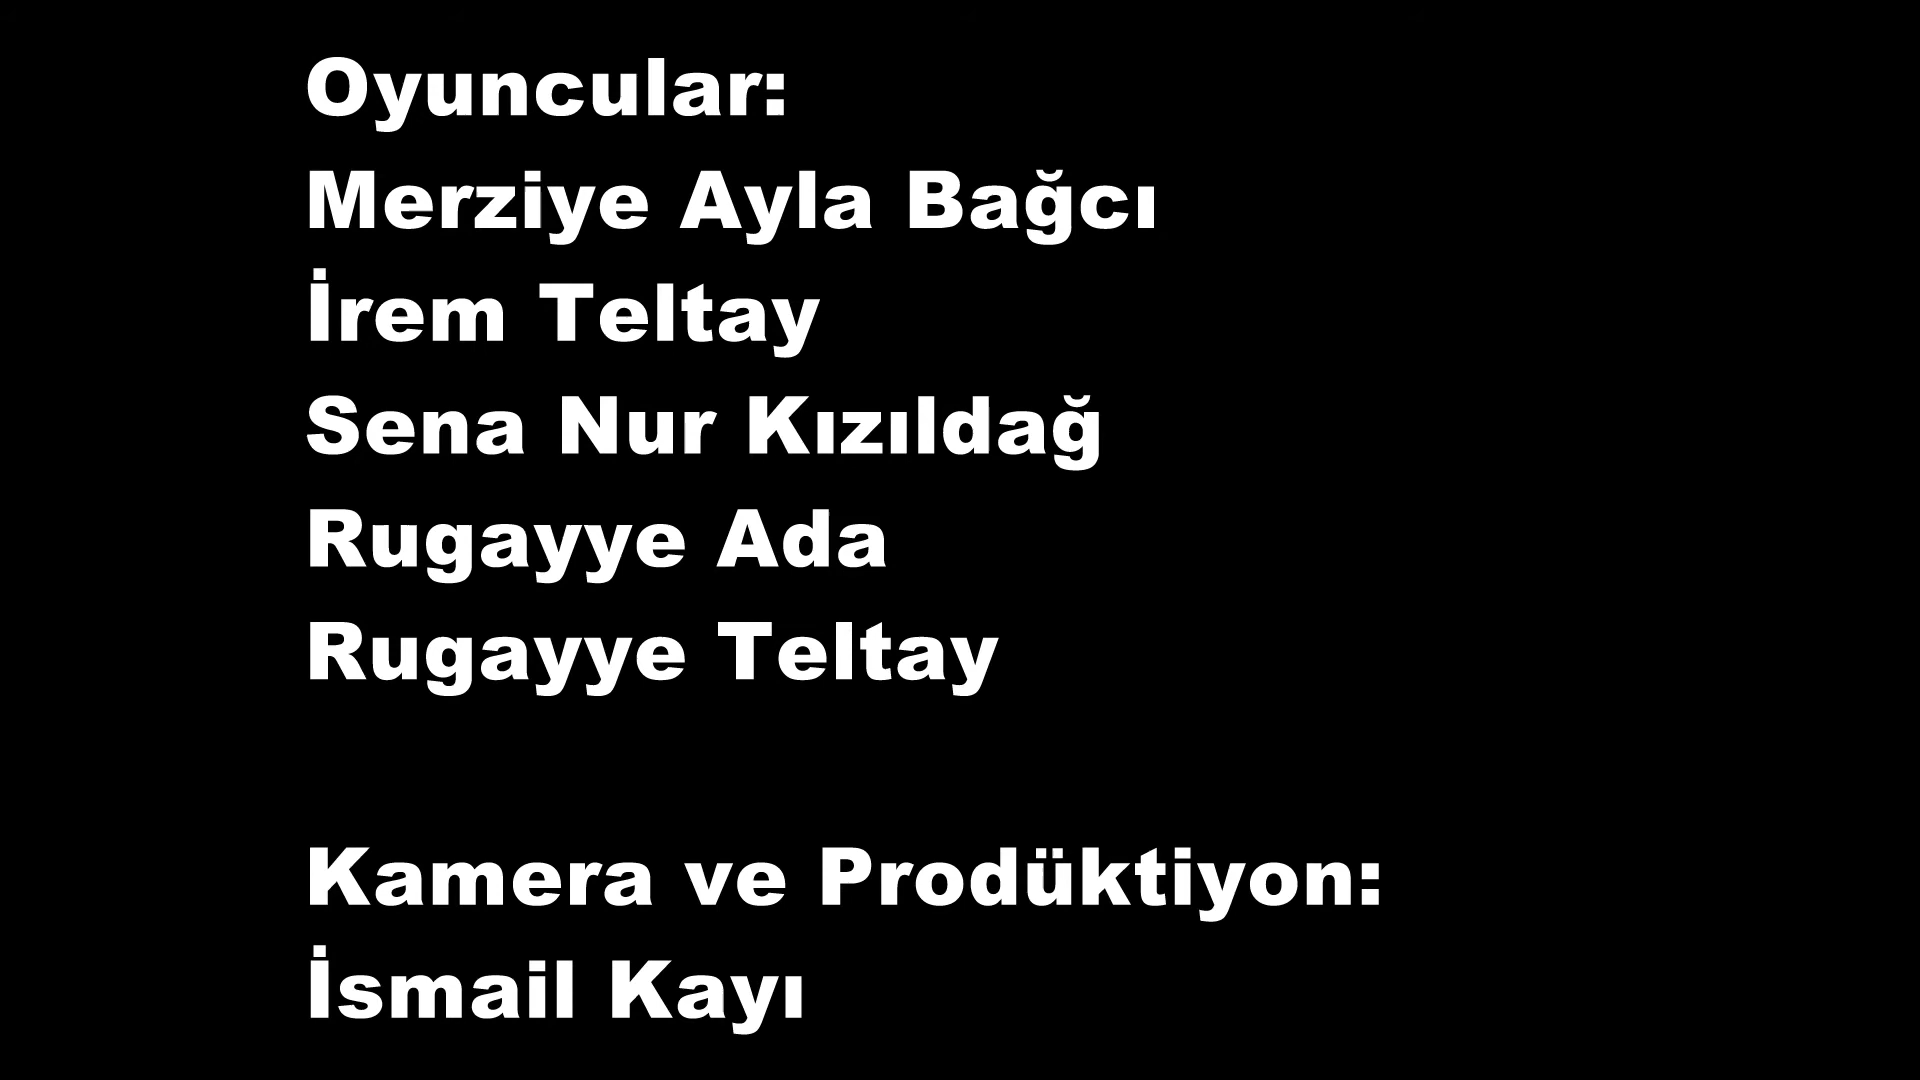 Oyuncular:
Merziye Ayla Bağcı
İrem Teltay
Sena Nur Kızıldağ
Rugayye Ada
Rugayye Teltay
Kamera ve Prodüktiyon:
İsmail Kayı